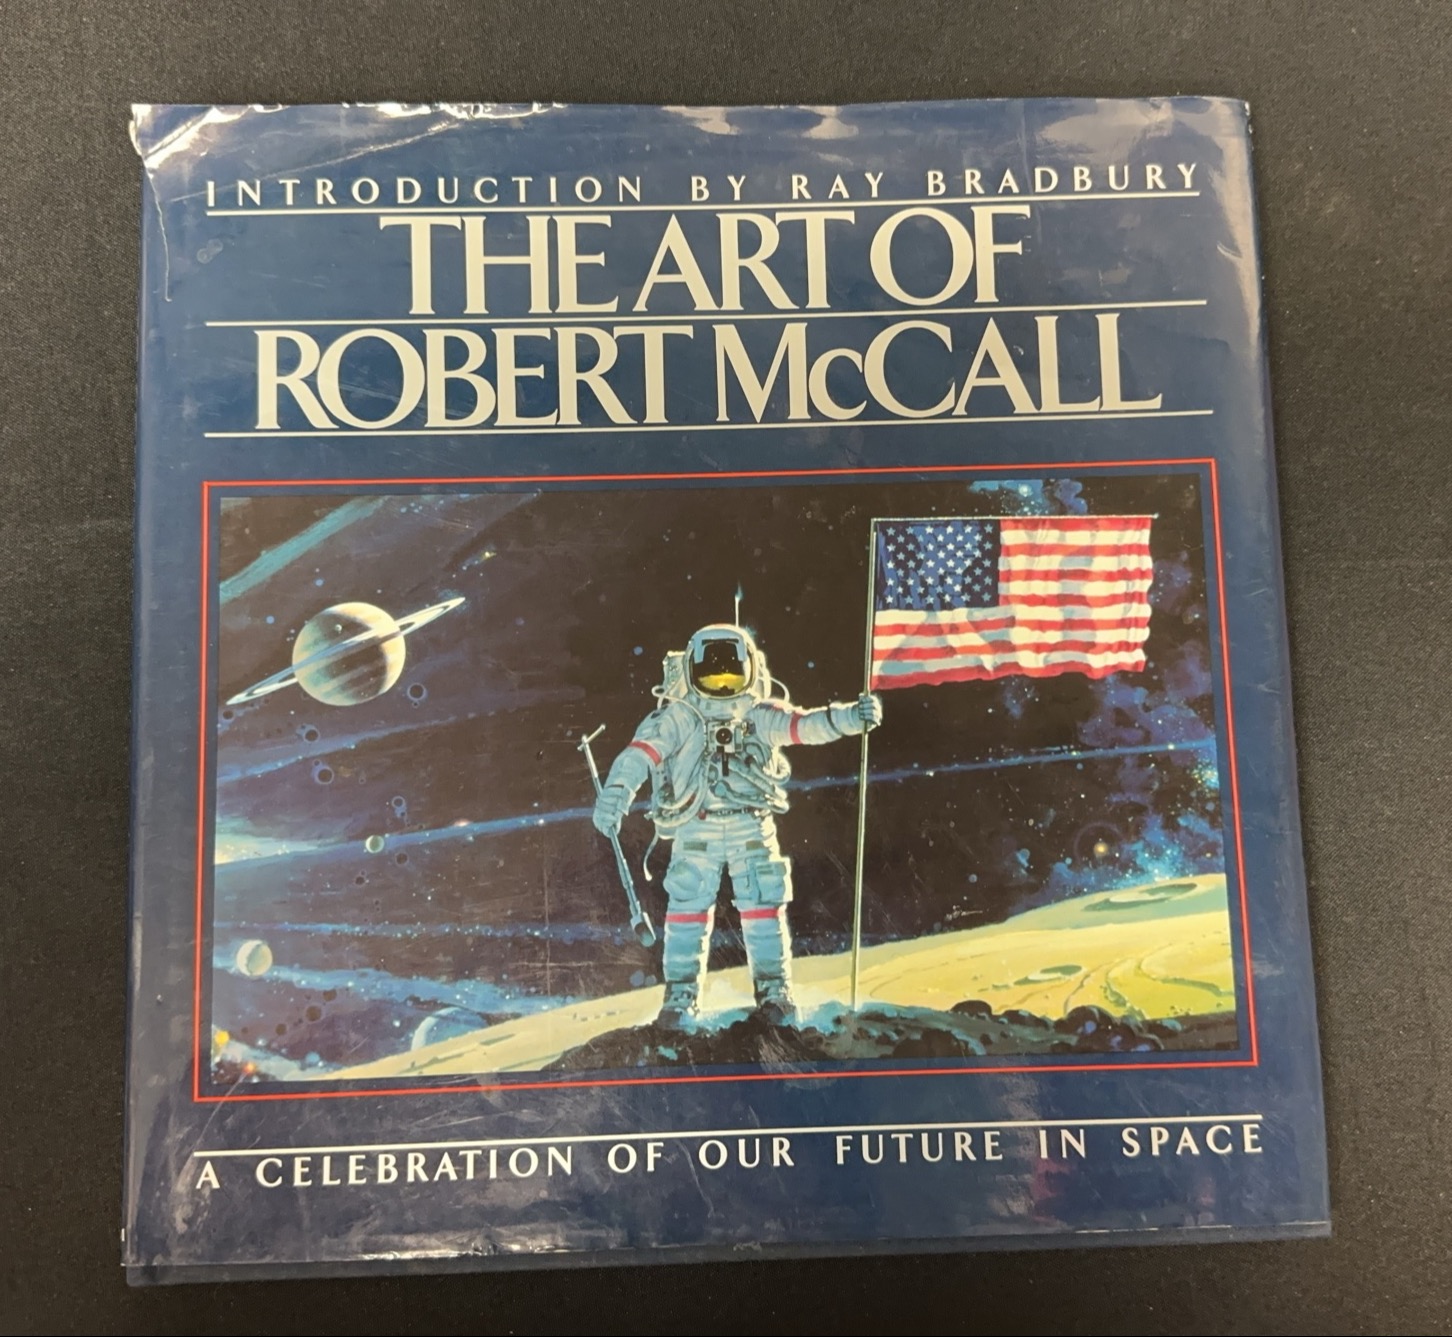 INTRODUCTION BY RAY BRADBURY
THE ART OF
ROBERT McCALL
A CELEBRATION OF OUR FUTURE IN SPACE